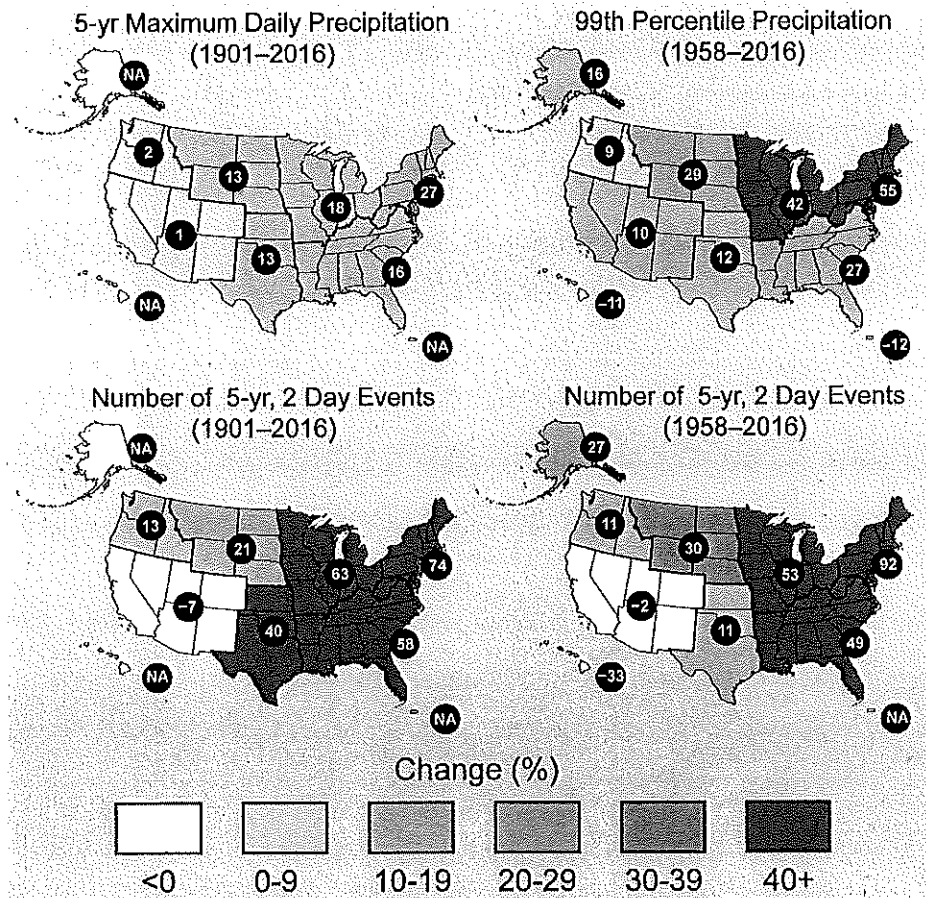 5-yr Maximum Daily Precipitation
(1901–2016)
NA
2
13
18
27
1
13
16
NA
NA
99th Percentile Precipitation
(1958–2016)
16
9
29
42
55
10
12
27
–11
–12
Number of 5-yr, 2 Day Events
(1901–2016)
NA
13
21
63
74
–7
40
58
NA
NA
Number of 5-yr, 2 Day Events
(1958–2016)
27
11
30
53
92
–2
11
49
–33
NA
Change (%)
<0 0-9 10-19 20-29 30-39 40+